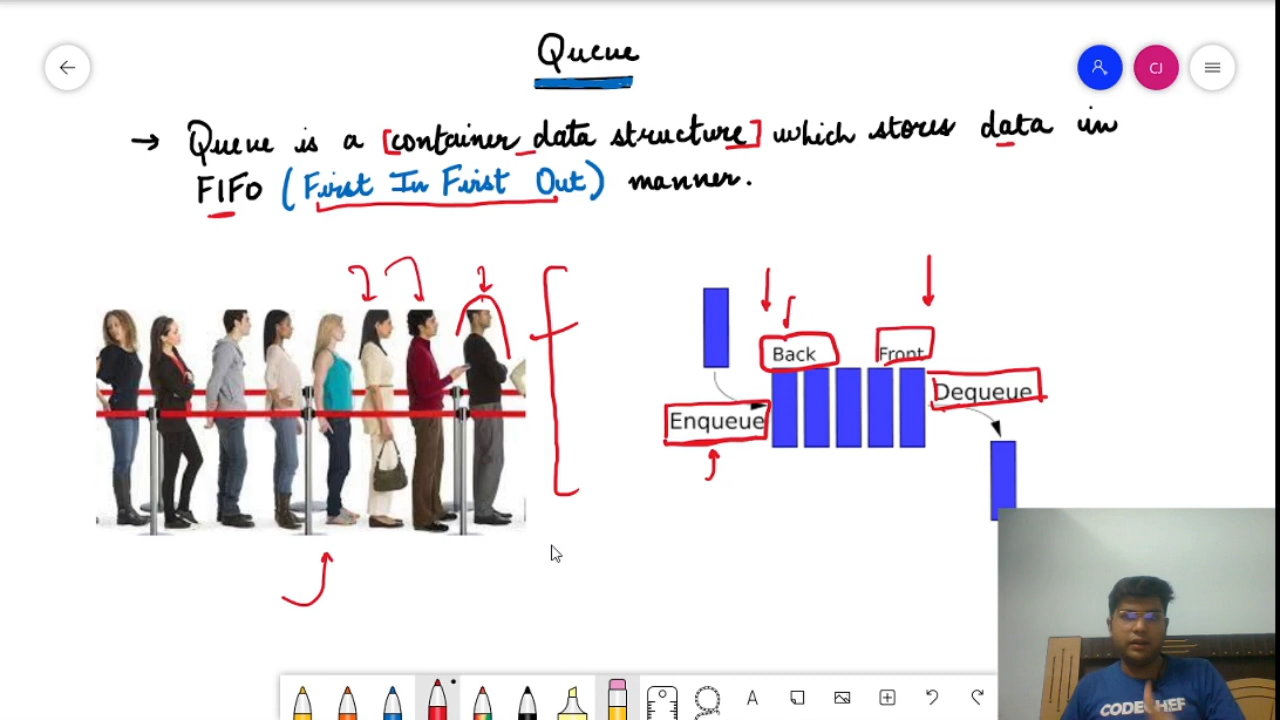 Queue
CJ
→ Queue is a [container data structure] which stores data in
FIFO (First In First Out) manner.
Back
Front
Enqueue
Dequeue
CODECHEF
A